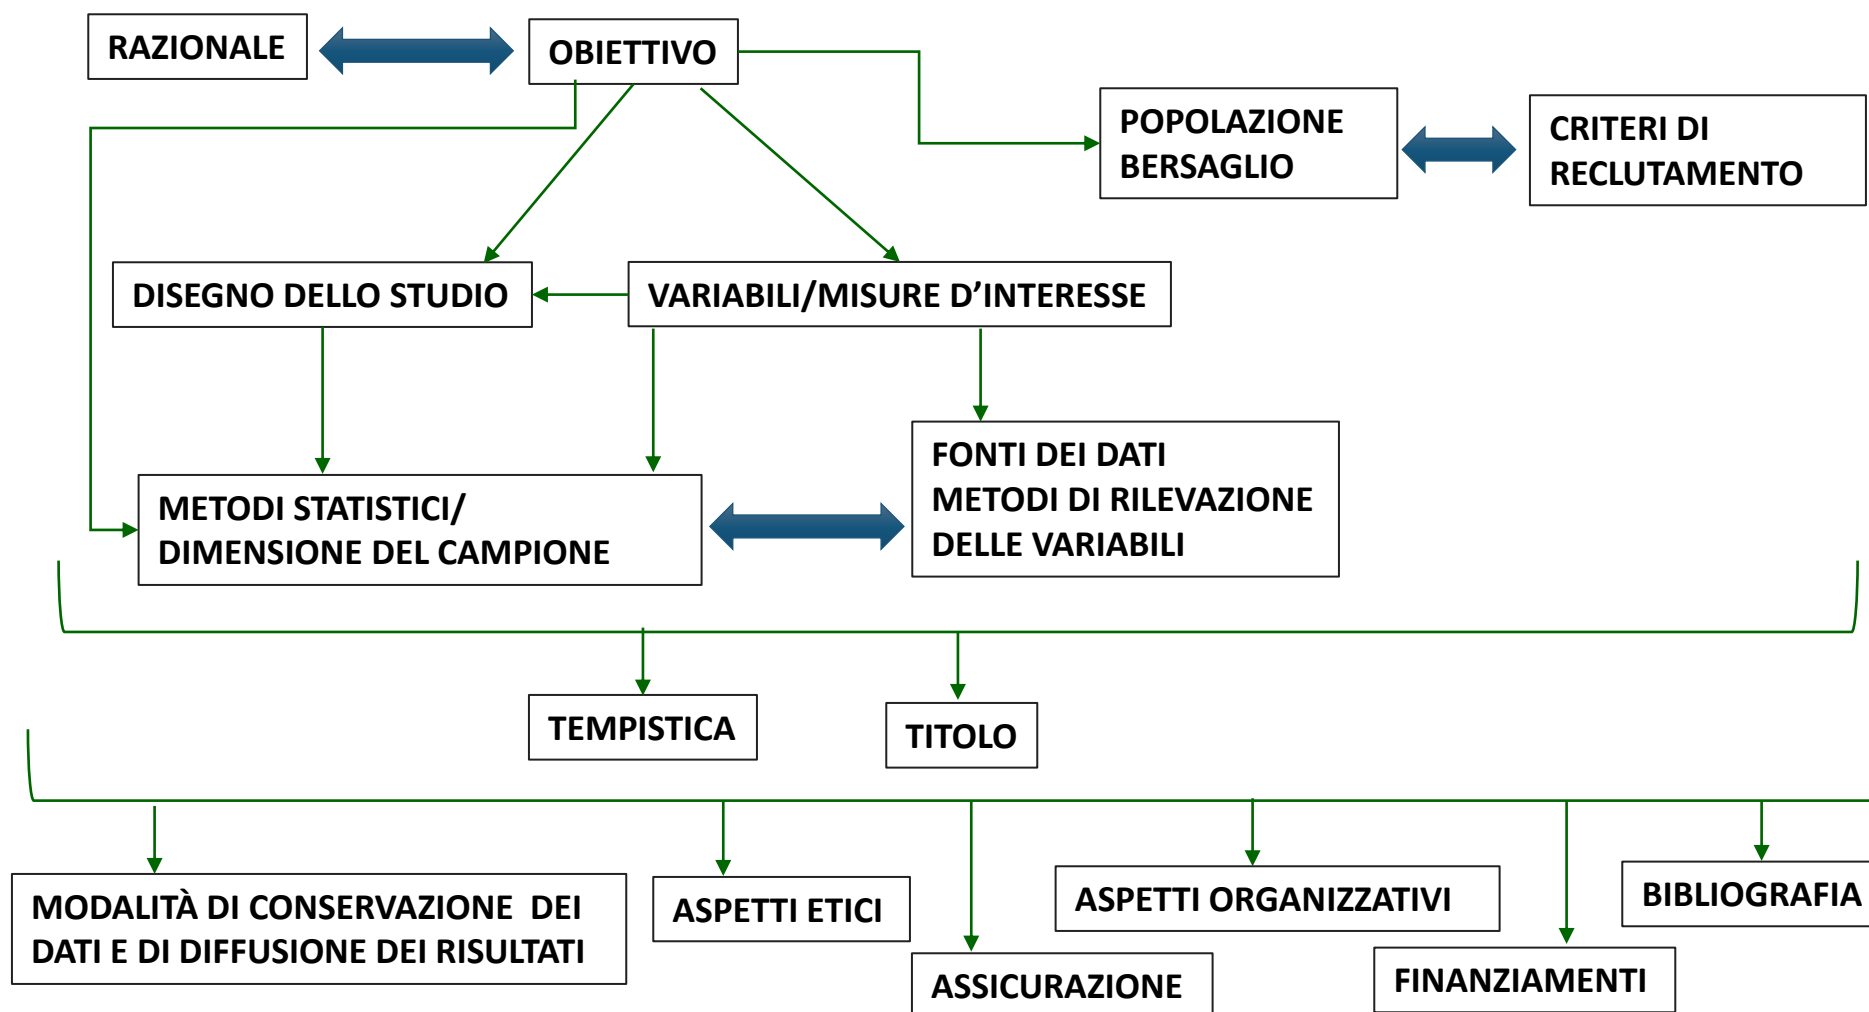 RAZIONALE
OBIETTIVO
POPOLAZIONE
BERSAGLIO
CRITERI DI
RECLUTAMENTO
DISEGNO DELLO STUDIO
VARIABILI/MISURE D’INTERESSE
METODI STATISTICI/
DIMENSIONE DEL CAMPIONE
FONTI DEI DATI
METODI DI RILEVAZIONE
DELLE VARIABILI
TEMPISTICA
TITOLO
MODALITÀ DI CONSERVAZIONE DEI
DATI E DI DIFFUSIONE DEI RISULTATI
ASPETTI ETICI
ASSICURAZIONE
ASPETTI ORGANIZZATIVI
FINANZIAMENTI
BIBLIOGRAFIA